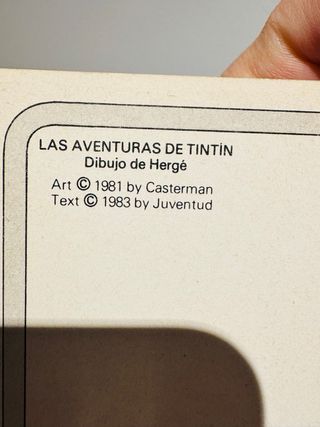 LAS AVENTURAS DE TINTÍN
Dibujo de Hergé
Art © 1981 by Casterman
Text © 1983 by Juventud